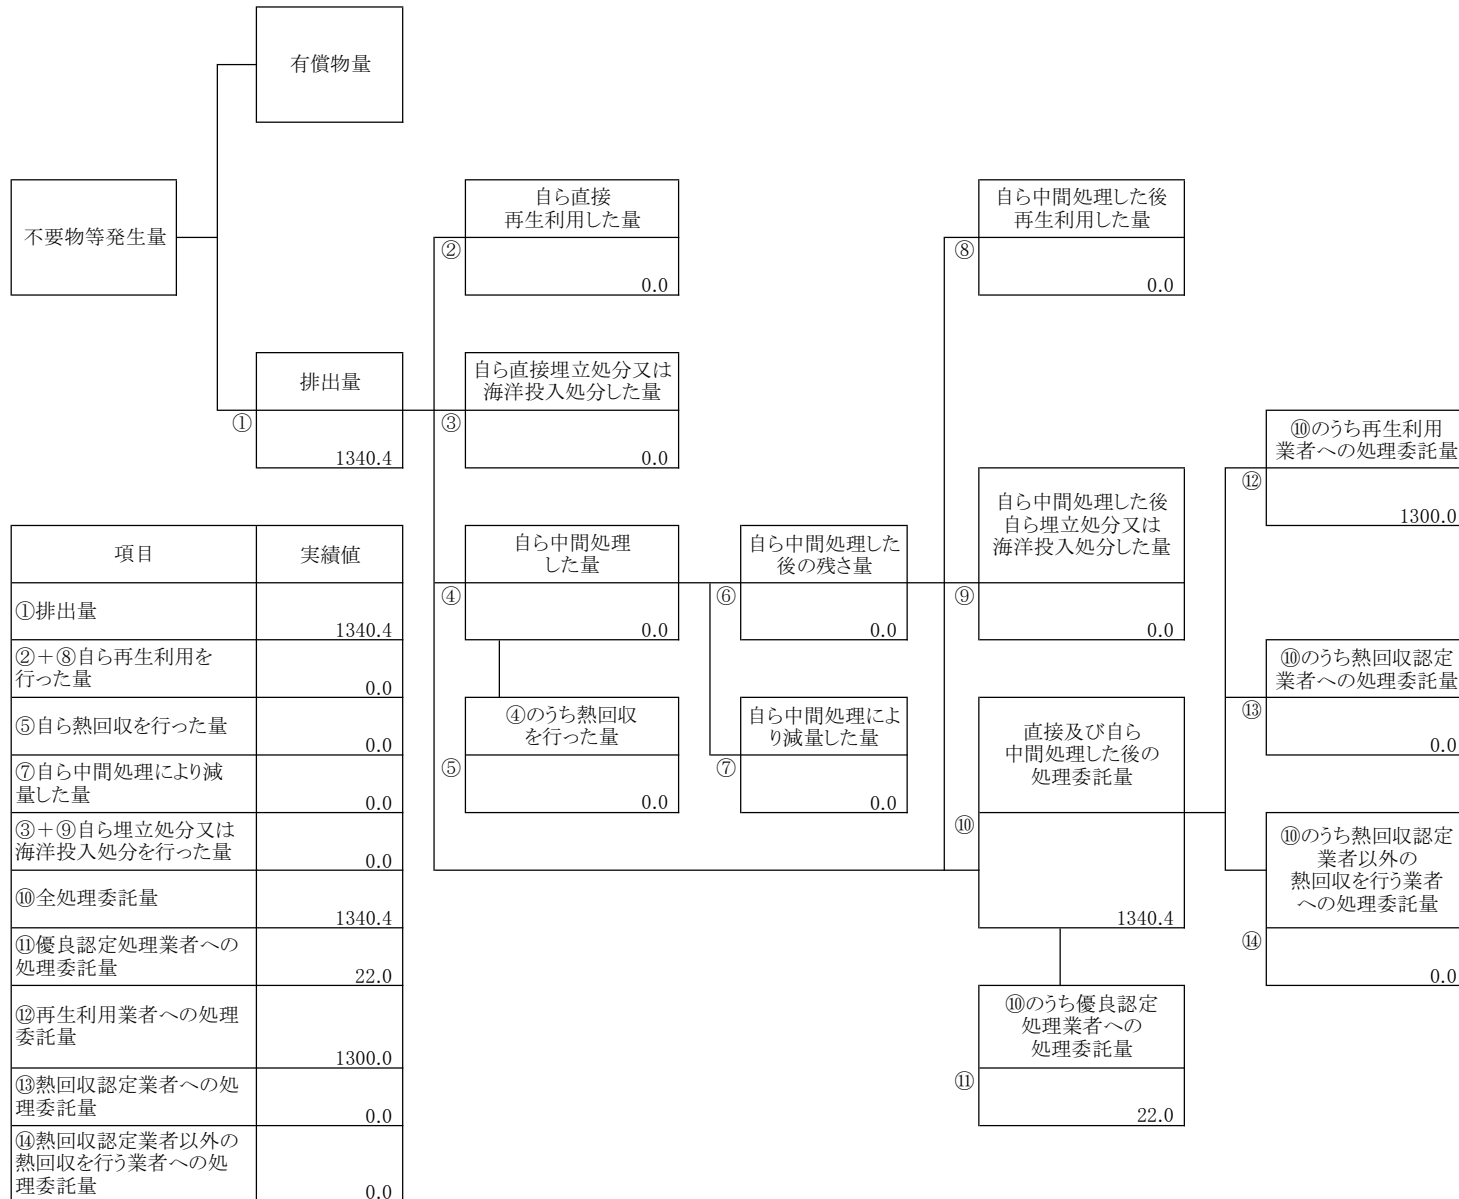 有償物量
不要物等発生量
自ら直接
再生利用した量
②
0.0
自ら中間処理した後
再生利用した量
⑧
0.0
排出量
①
1340.4
自ら直接埋立処分又は
海洋投入処分した量
③
0.0
⑩のうち再生利用
業者への処理委託量
⑫
1300.0
自ら中間処理
した量
④
0.0
自ら中間処理した
後の残さ量
⑥
0.0
自ら中間処理した後
自ら埋立処分又は
海洋投入処分した量
⑨
0.0
⑩のうち熱回収認定
業者への処理委託量
⑬
0.0
④のうち熱回収
を行った量
⑤
0.0
自ら中間処理によ
り減量した量
⑦
0.0
直接及び自ら
中間処理した後の
処理委託量
⑩
1340.4
⑩のうち熱回収認定
業者以外の
熱回収を行う業者
への処理委託量
⑭
0.0
⑩のうち優良認定
処理業者への
処理委託量
⑪
22.0
項目 実績値
①排出量
1340.4
②+⑧自ら再生利用を
行った量
0.0
⑤自ら熱回収を行った量
0.0
⑦自ら中間処理により減
量した量
0.0
③+⑨自ら埋立処分又は
海洋投入処分を行った量
0.0
⑩全処理委託量
1340.4
⑪優良認定処理業者への
処理委託量
22.0
⑫再生利用業者への処理
委託量
1300.0
⑬熱回収認定業者への処
理委託量
0.0
⑭熱回収認定業者以外の
熱回収を行う業者への処
理委託量
0.0